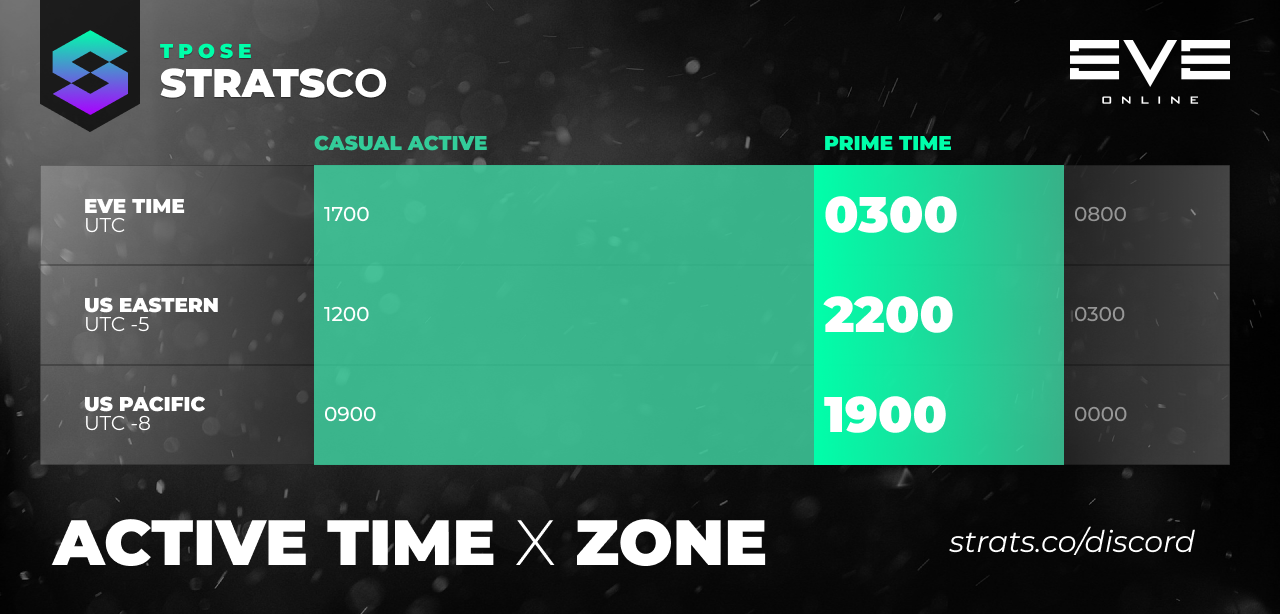 TPOSE
STRATSCO
EVE
ONLINE
CASUAL ACTIVE PRIME TIME
EVE TIME
UTC
1700 0300 0800
US EASTERN
UTC -5
1200 2200 0300
US PACIFIC
UTC -8
0900 1900 0000
ACTIVE TIME X ZONE
strats.co/discord